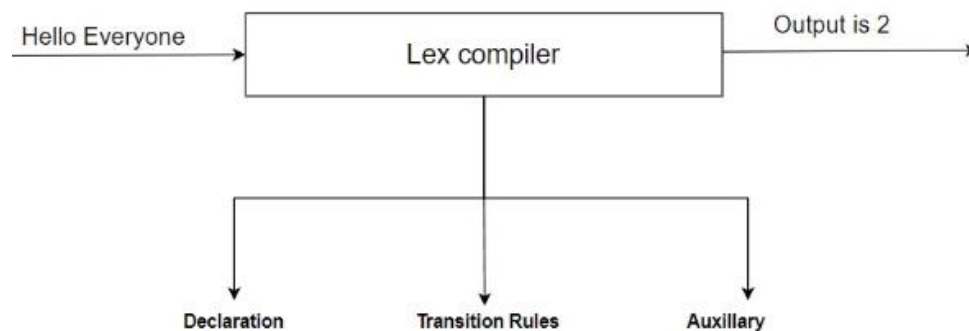 Hello Everyone
Lex compiler
Output is 2
Declaration
Transition Rules
Auxillary